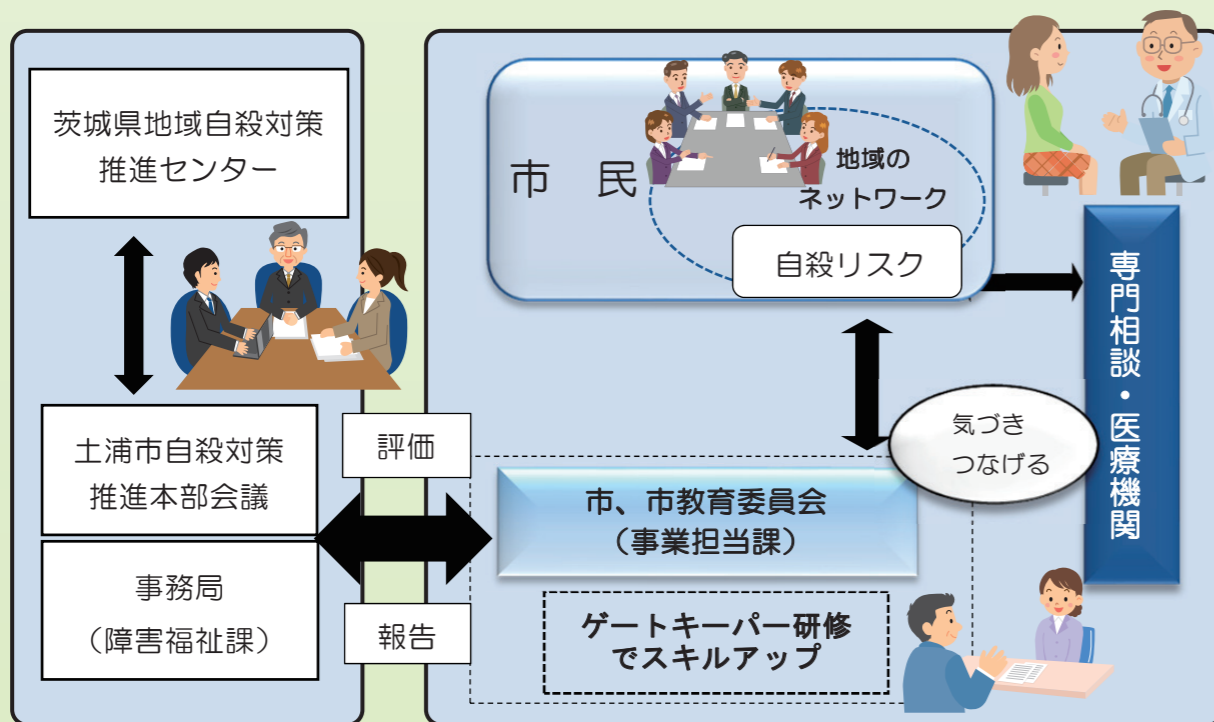 茨城県地域自殺対策
推進センター
土浦市自殺対策
推進本部会議
事務局
（障害福祉課）
評価
報告
市　民
地域の
ネットワーク
自殺リスク
専門相談・医療機関
気づき
つなげる
市、市教育委員会
（事業担当課）
ゲートキーパー研修
でスキルアップ